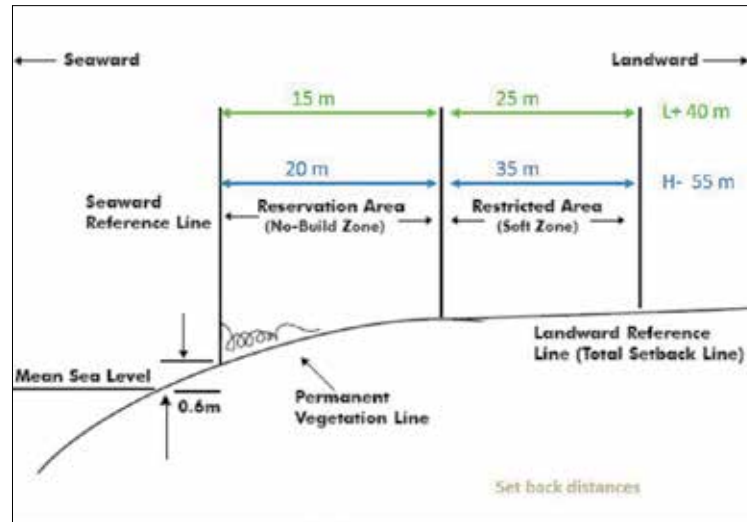 Seaward
Landward
15 m
25 m
L+ 40 m
20 m
35 m
H- 55 m
Seaward
Reference Line
Reservation Area
(No-Build Zone)
Restricted Area
(Soft Zone)
Landward Reference
Line (Total Setback Line)
Mean Sea Level
0.6m
Permanent
Vegetation Line
Set back distances